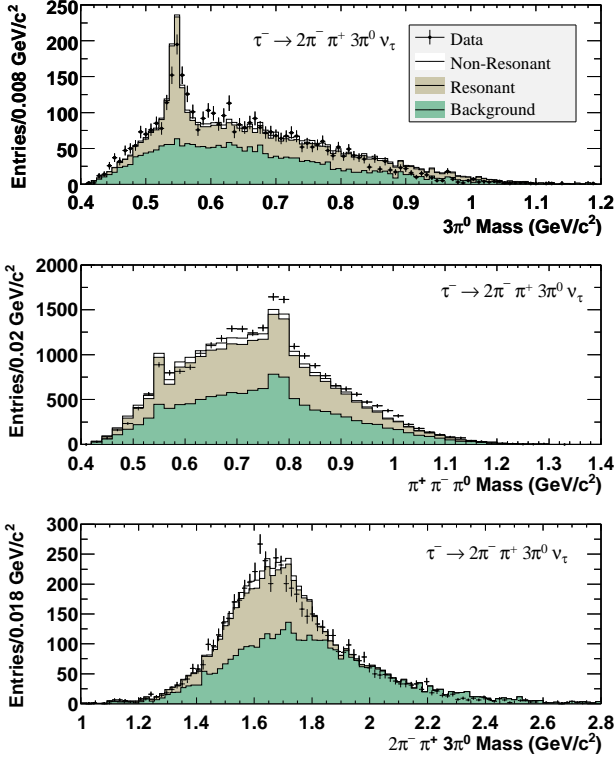 Entries/0.008 GeV/c²
250
200
150
100
50
0
τ⁻ → 2π⁻ π⁺ 3π⁰ ν_τ
Data
Non-Resonant
Resonant
Background
0.4 0.5 0.6 0.7 0.8 0.9 1 1.1 1.2
3π⁰ Mass (GeV/c²)
Entries/0.02 GeV/c²
2000
1500
1000
500
0
τ⁻ → 2π⁻ π⁺ 3π⁰ ν_τ
0.4 0.5 0.6 0.7 0.8 0.9 1 1.1 1.2 1.3 1.4
π⁺ π⁻ π⁰ Mass (GeV/c²)
Entries/0.018 GeV/c²
300
250
200
150
100
50
0
τ⁻ → 2π⁻ π⁺ 3π⁰ ν_τ
1 1.2 1.4 1.6 1.8 2 2.2 2.4 2.6 2.8
2π⁻ π⁺ 3π⁰ Mass (GeV/c²)